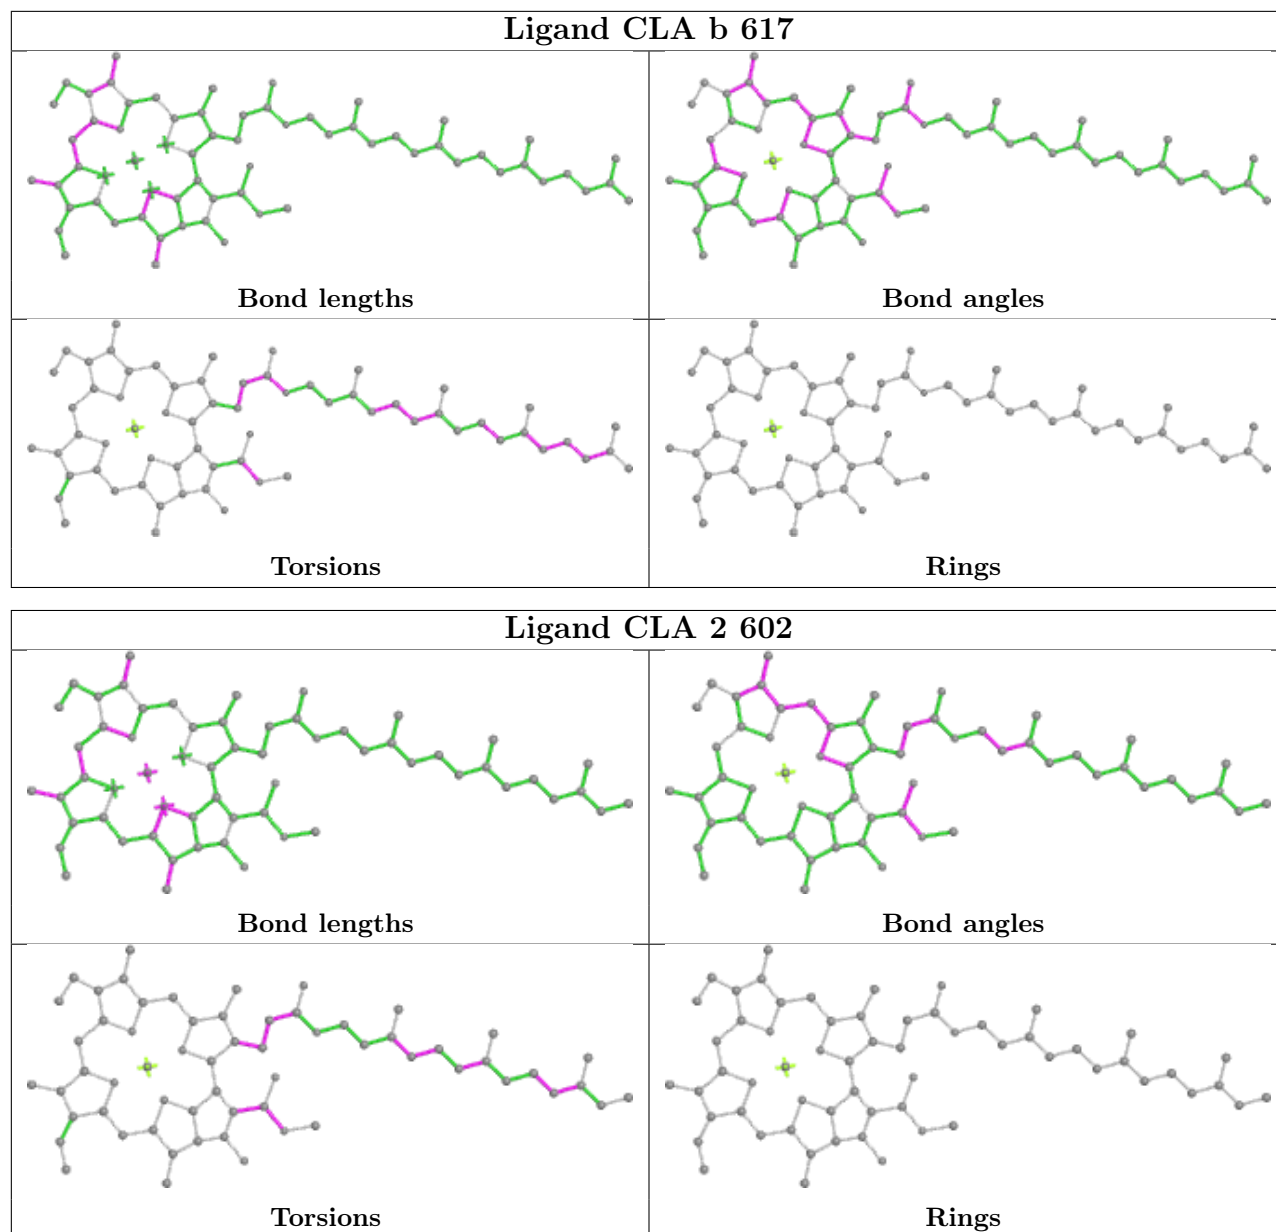 Ligand CLA b 617
Bond lengths
Bond angles
Torsions
Rings
Ligand CLA 2 602
Bond lengths
Bond angles
Torsions
Rings